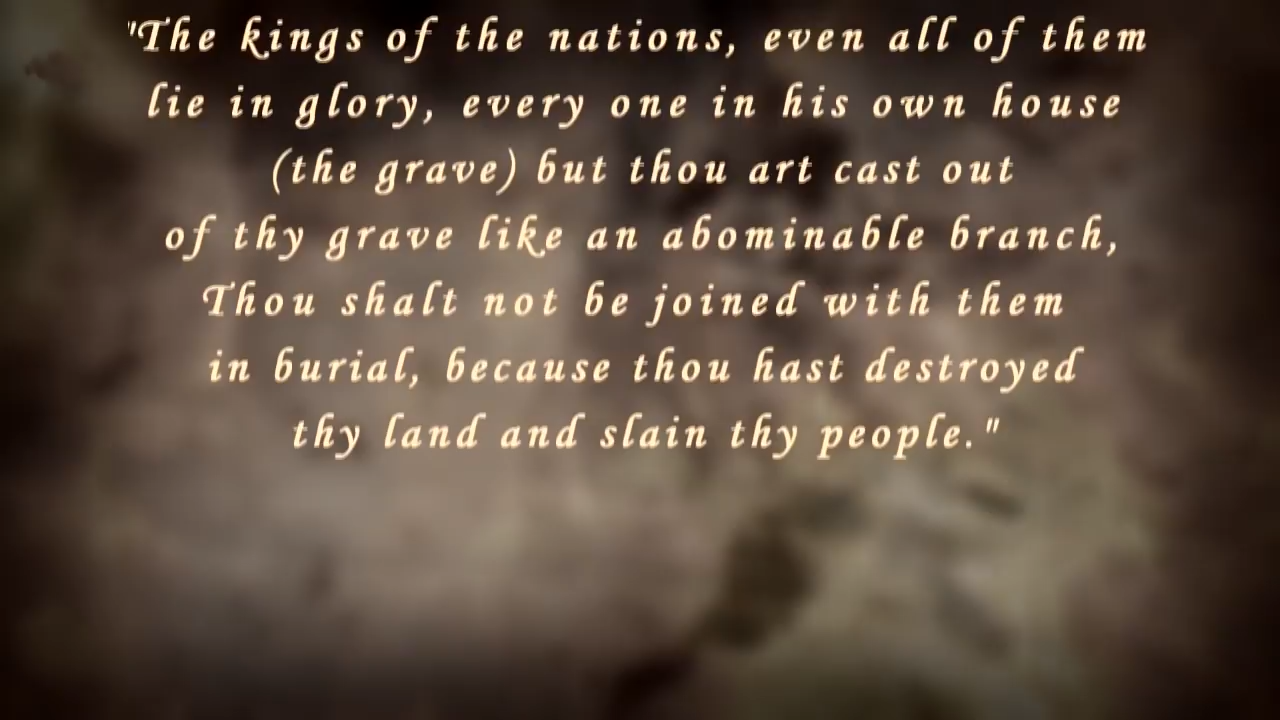 "The kings of the nations, even all of them
lie in glory, every one in his own house
(the grave) but thou art cast out
of thy grave like an abominable branch,
Thou shalt not be joined with them
in burial, because thou hast destroyed
thy land and slain thy people."